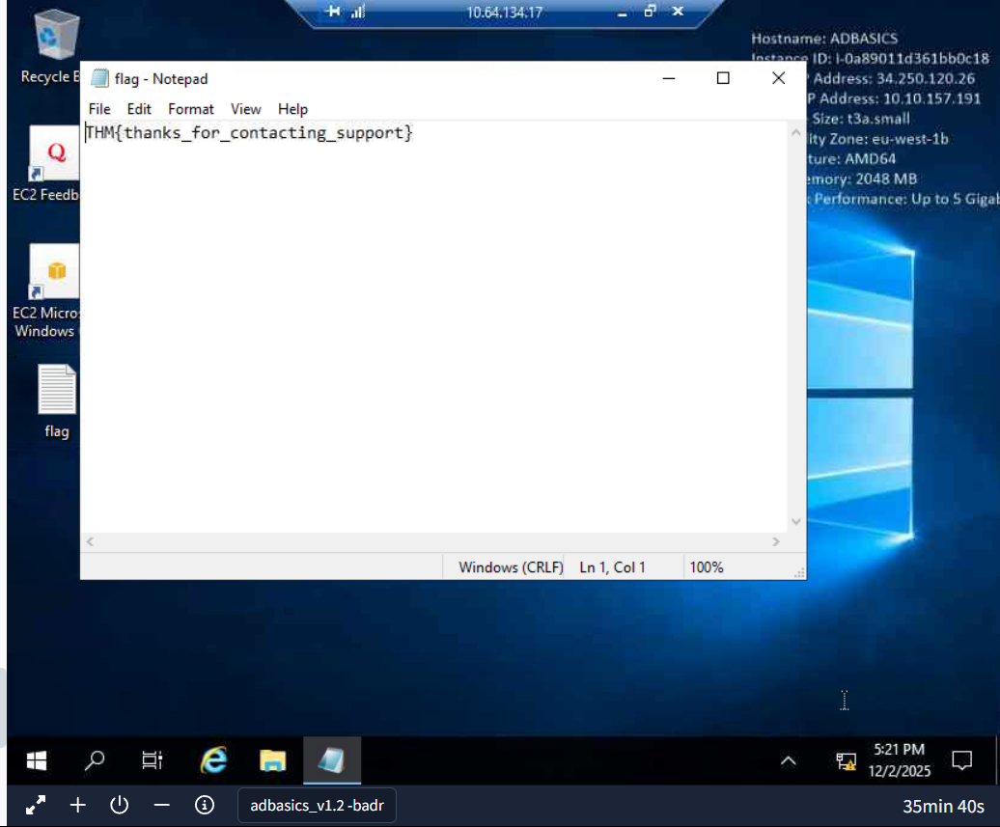 10.64.134.17
Hostname: ADBASICS
Instance ID: i-0a89011d361bb0c18
Address: 34.250.120.26
P Address: 10.10.157.191
Size: t3a.small
ity Zone: eu-west-1b
ture: AMD64
emory: 2048 MB
Performance: Up to 5 Gigab
Recycle B
EC2 Feedb
EC2 Micros
Windows
flag
flag - Notepad
File Edit Format View Help
THM{thanks_for_contacting_support}
Windows (CRLF) Ln 1, Col 1 100%
5:21 PM
12/2/2025
adbasics_v1.2 -badr
35min 40s